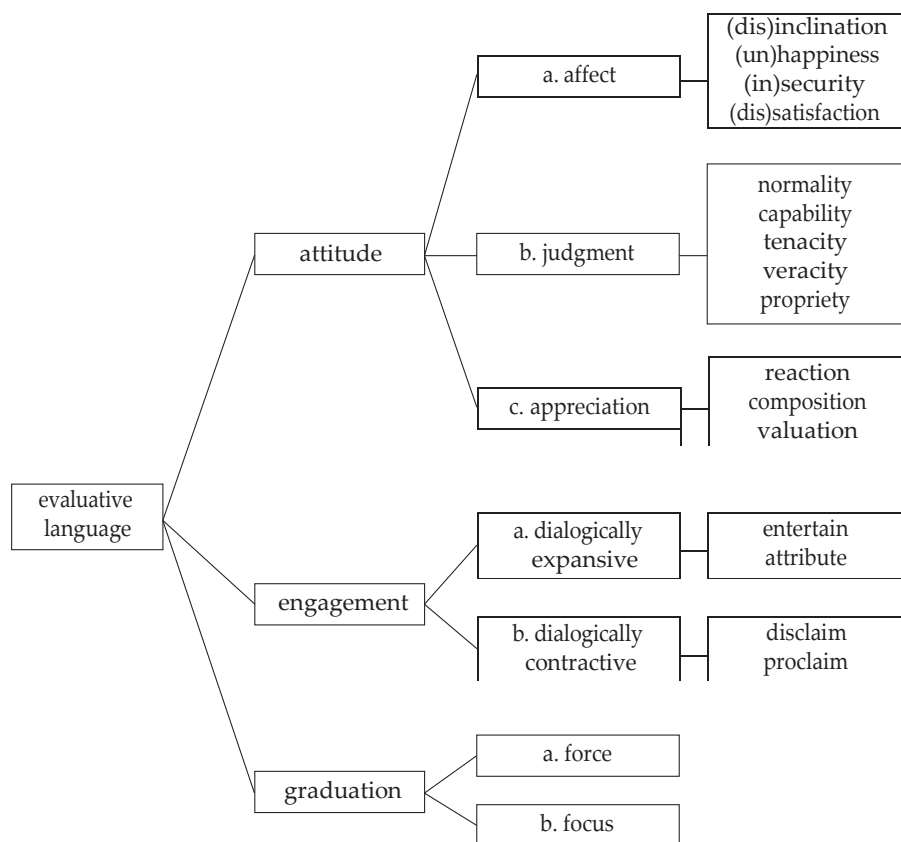 (dis)inclination
(un)happiness
(in)security
(dis)satisfaction
a. affect
normality
capability
tenacity
veracity
propriety
b. judgment
attitude
reaction
composition
valuation
c. appreciation
evaluative
language
a. dialogically
expansive
entertain
attribute
engagement
b. dialogically
contractive
disclaim
proclaim
a. force
graduation
b. focus